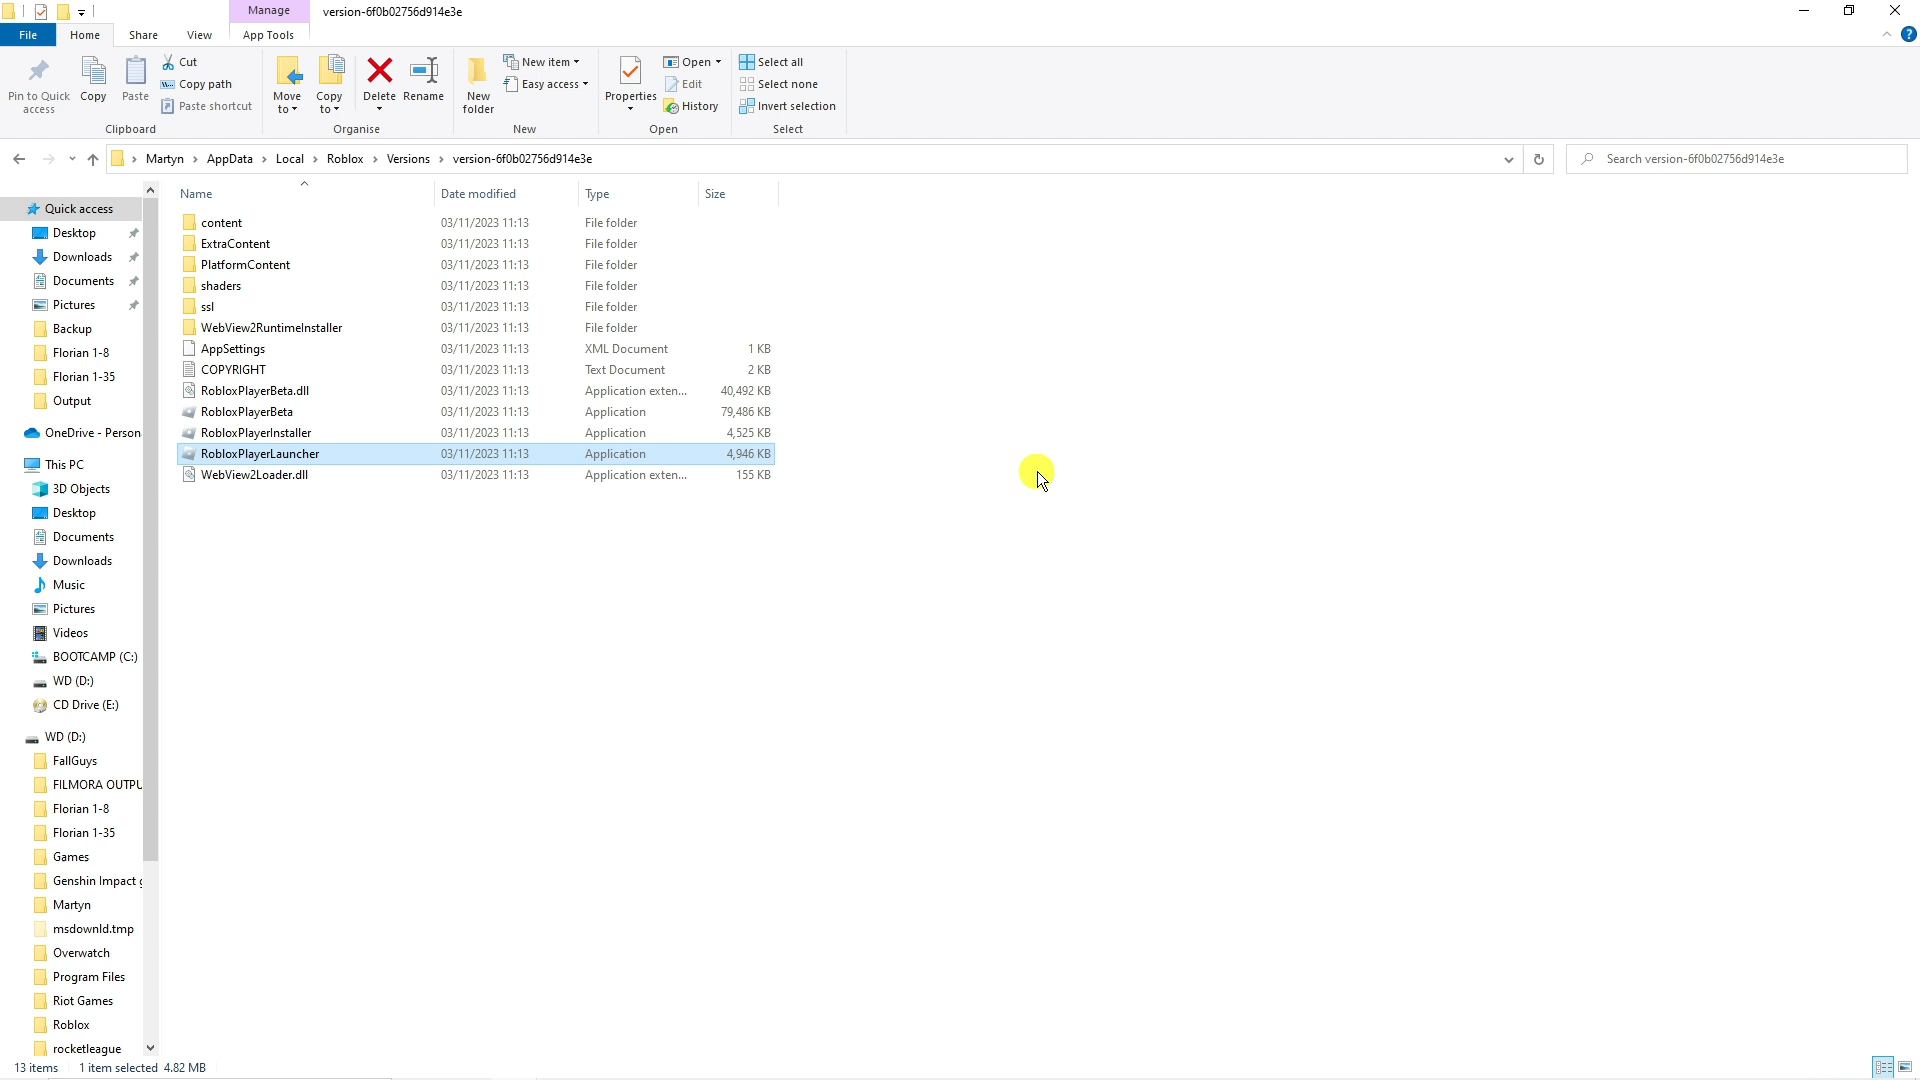 Manage
version-6f0b02756d914e3e
File
Home
Share
View
App Tools
Pin to Quick
access
Copy
Paste
Cut
Copy path
Paste shortcut
Clipboard
Move
to
Copy
to
Delete
Rename
Organise
New
folder
New item
Easy access
New
Properties
Open
Edit
History
Open
Select all
Select none
Invert selection
Select
Martyn > AppData > Local > Roblox > Versions > version-6f0b02756d914e3e
Search version-6f0b02756d914e3e
Name Date modified Type Size
content 03/11/2023 11:13 File folder
ExtraContent 03/11/2023 11:13 File folder
PlatformContent 03/11/2023 11:13 File folder
shaders 03/11/2023 11:13 File folder
ssl 03/11/2023 11:13 File folder
WebView2RuntimeInstaller 03/11/2023 11:13 File folder
AppSettings 03/11/2023 11:13 XML Document 1 KB
COPYRIGHT 03/11/2023 11:13 Text Document 2 KB
RobloxPlayerBeta.dll 03/11/2023 11:13 Application exten... 40,492 KB
RobloxPlayerBeta 03/11/2023 11:13 Application 79,486 KB
RobloxPlayerInstaller 03/11/2023 11:13 Application 4,525 KB
RobloxPlayerLauncher 03/11/2023 11:13 Application 4,946 KB
WebView2Loader.dll 03/11/2023 11:13 Application exten... 155 KB
Quick access
Desktop
Downloads
Documents
Pictures
Backup
Florian 1-8
Florian 1-35
Output
OneDrive - Person
This PC
3D Objects
Desktop
Documents
Downloads
Music
Pictures
Videos
BOOTCAMP (C:)
WD (D:)
CD Drive (E:)
WD (D:)
FallGuys
FILMORA OUTPU
Florian 1-8
Florian 1-35
Games
Genshin Impact g
Martyn
msdownld.tmp
Overwatch
Program Files
Riot Games
Roblox
rocketleague
13 items 1 item selected 4.82 MB